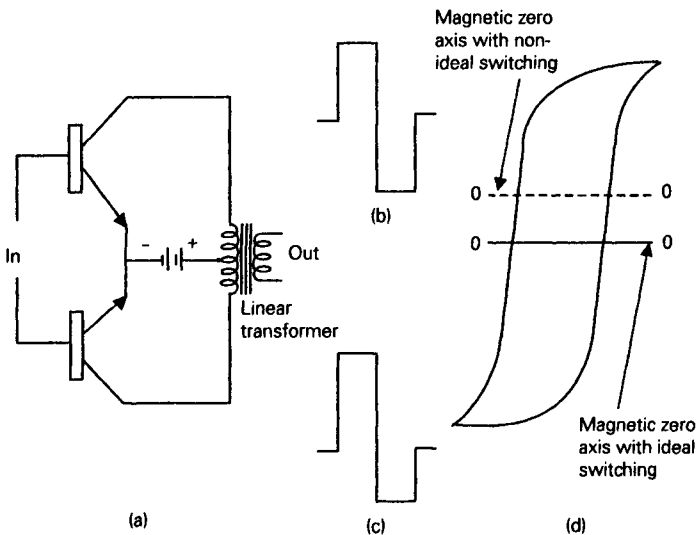 Magnetic zero
axis with non-
ideal switching
(b)
0 0
0 0
In
- +
Out
Linear
transformer
Magnetic zero
axis with ideal
switching
(a)
(c)
(d)